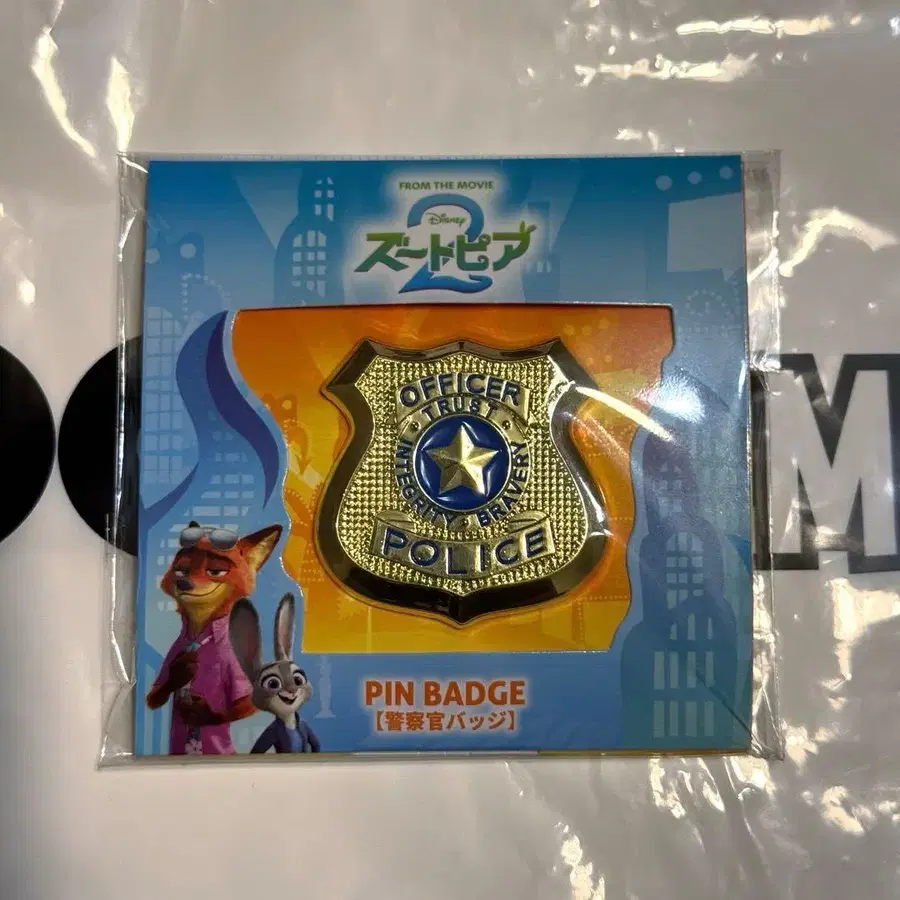 FROM THE MOVIE
Disney
ズートピア
2
OFFICER
TRUST
INTEGRITY · BRAVERY
POLICE
M
PIN BADGE
【警察官バッジ】